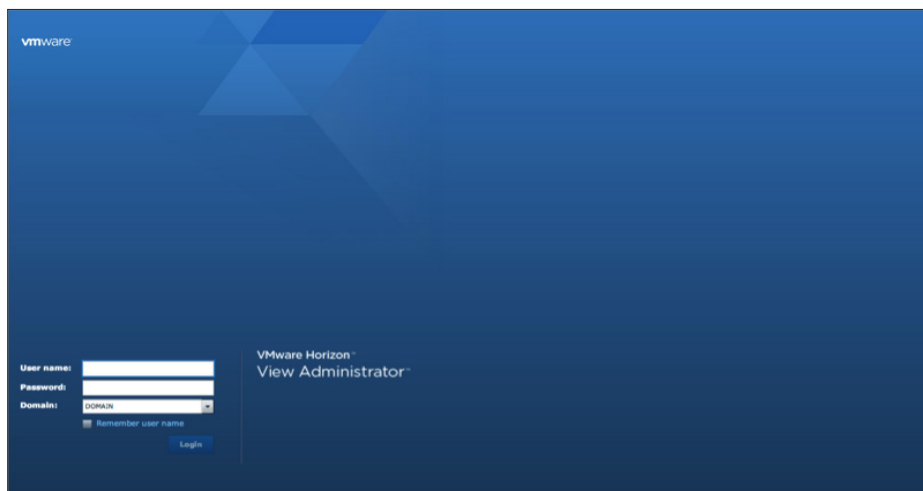 vmware
VMware Horizon™
View Administrator™
User name:
Password:
Domain:
DOMAIN
Remember user name
Login